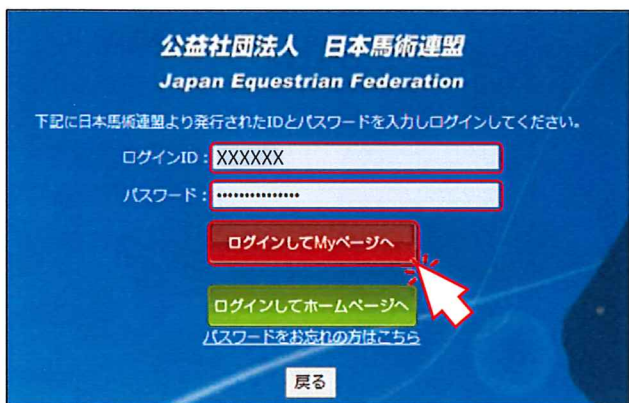 公益社団法人　日本馬術連盟
Japan Equestrian Federation
下記に日本馬術連盟より発行されたIDとパスワードを入力しログインしてください。
ログインID：XXXXXX
パスワード：•••••••••••••••
ログインしてMyページへ
ログインしてホームページへ
パスワードをお忘れの方はこちら
戻る